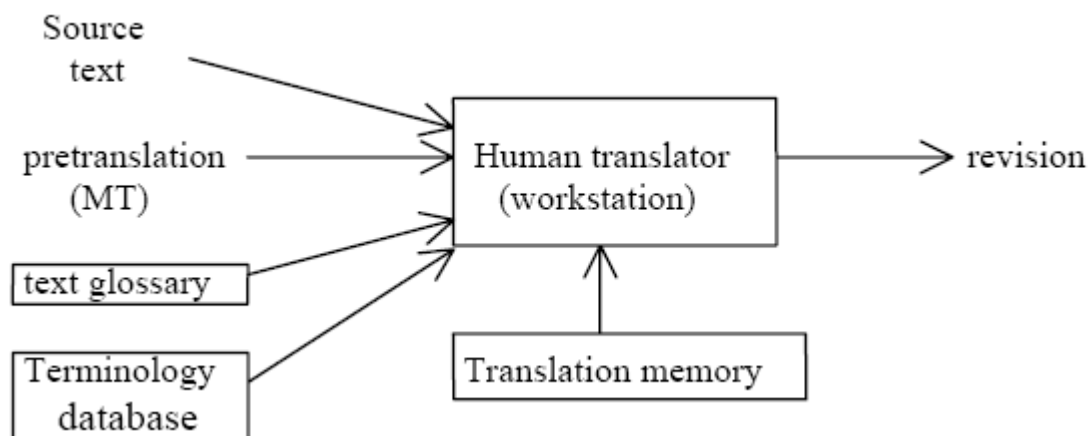 Source
text
pretranslation
(MT)
text glossary
Terminology
database
Human translator
(workstation)
Translation memory
revision